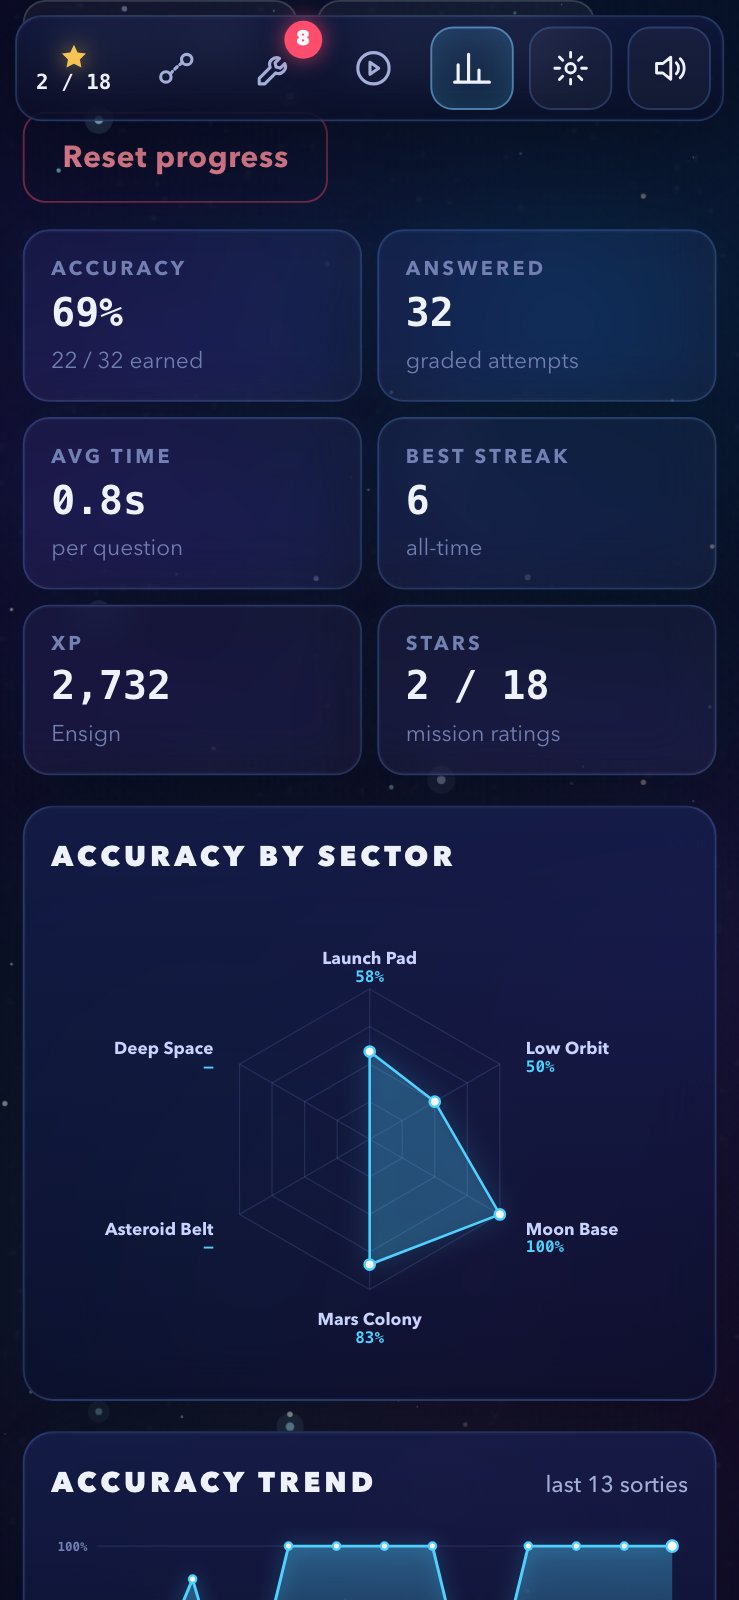 8
2 / 18
Reset progress
ACCURACY
69%
22 / 32 earned
ANSWERED
32
graded attempts
AVG TIME
0.8s
per question
BEST STREAK
6
all-time
XP
2,732
Ensign
STARS
2 / 18
mission ratings
ACCURACY BY SECTOR
Launch Pad
58%
Deep Space
—
Low Orbit
50%
Asteroid Belt
—
Moon Base
100%
Mars Colony
83%
ACCURACY TREND
last 13 sorties
100%